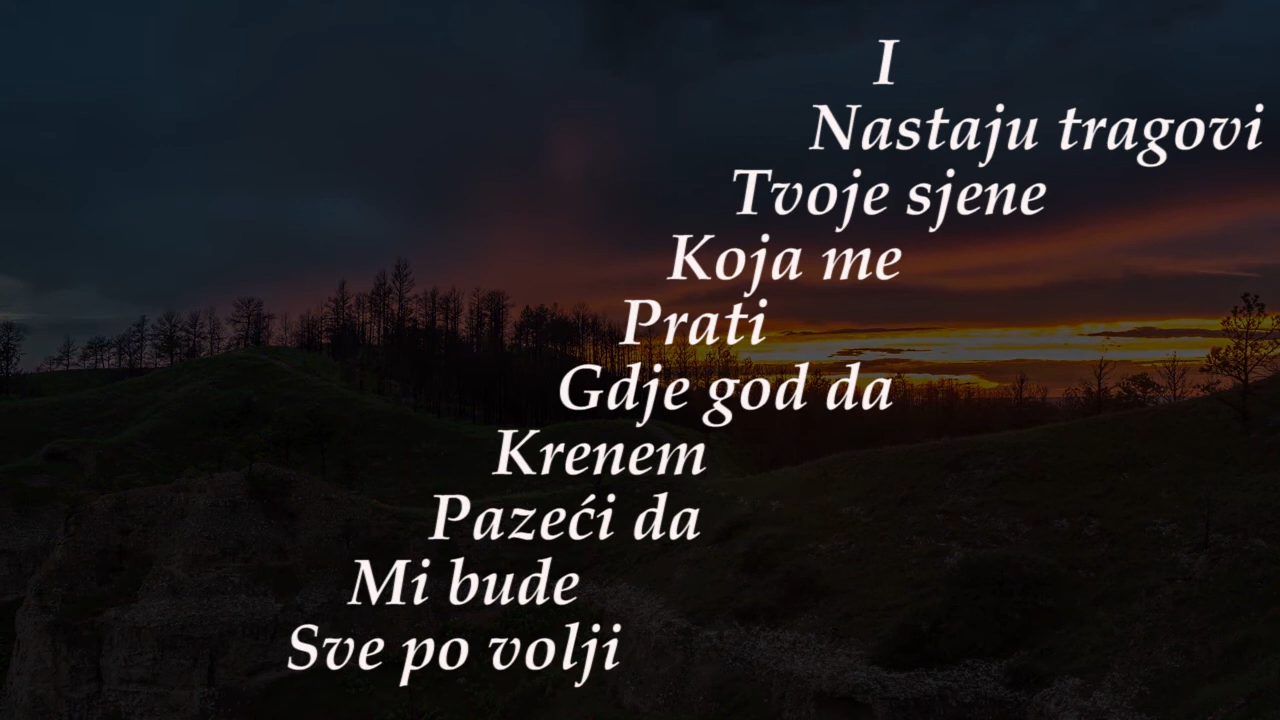 I
Nastaju tragovi
Tvoje sjene
Koja me
Prati
Gdje god da
Krenem
Pazeći da
Mi bude
Sve po volji